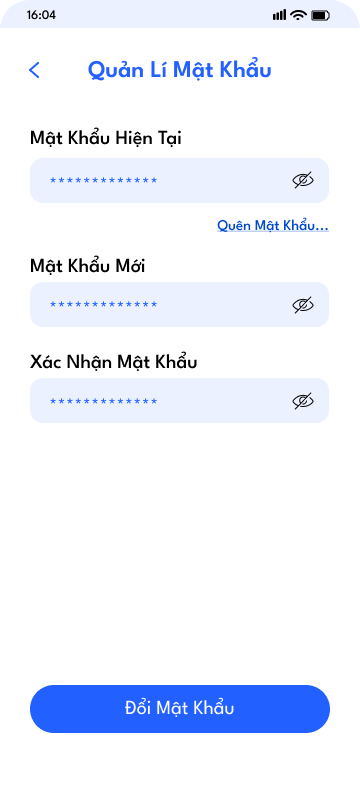 16:04
Quản Lí Mật Khẩu
Mật Khẩu Hiện Tại
*************
Quên Mật Khẩu...
Mật Khẩu Mới
*************
Xác Nhận Mật Khẩu
*************
Đổi Mật Khẩu